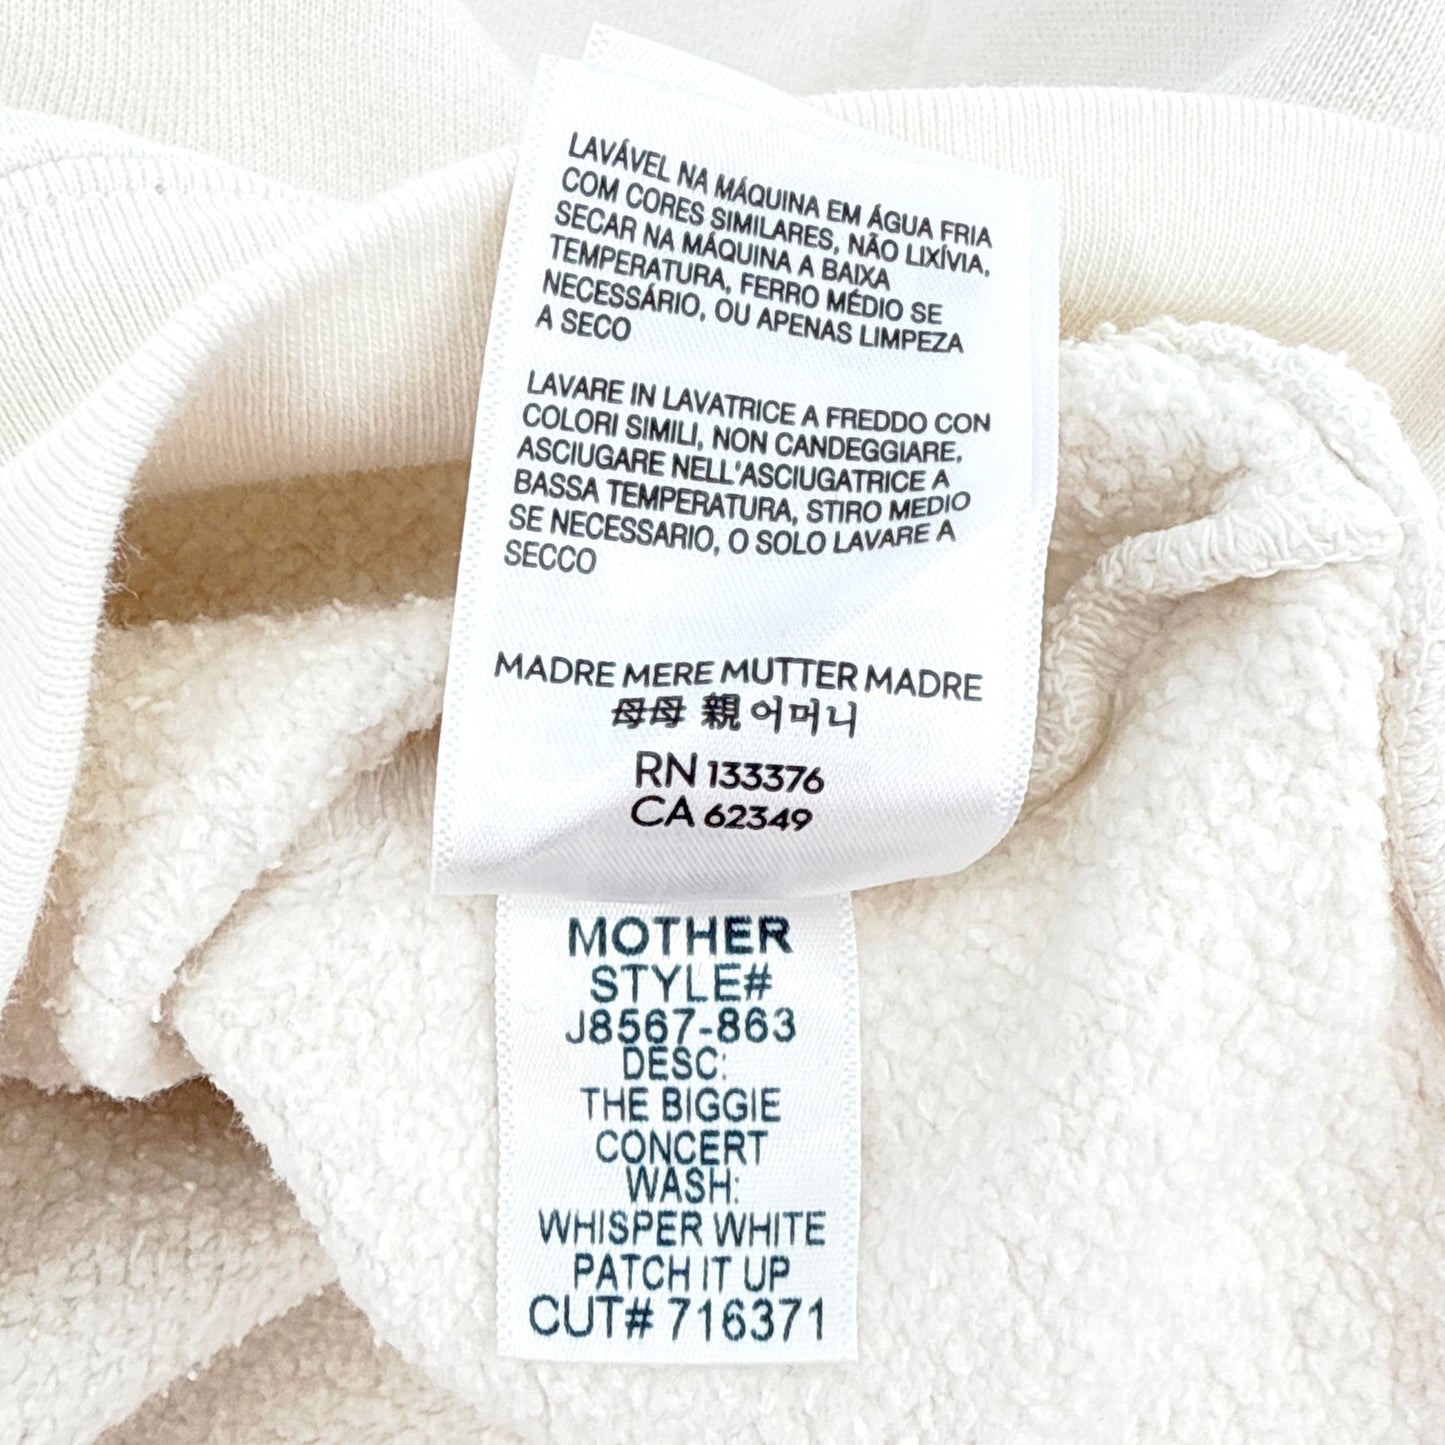 LAVÁVEL NA MÁQUINA EM ÁGUA FRIA
COM CORES SIMILARES, NÃO LIXÍVIA,
SECAR NA MÁQUINA A BAIXA
TEMPERATURA, FERRO MÉDIO SE
NECESSÁRIO, OU APENAS LIMPEZA
A SECO
LAVARE IN LAVATRICE A FREDDO CON
COLORI SIMILI, NON CANDEGGIARE,
ASCIUGARE NELL'ASCIUGATRICE A
BASSA TEMPERATURA, STIRO MEDIO
SE NECESSARIO, O SOLO LAVARE A
SECCO
MADRE MERE MUTTER MADRE
母母 親 어머니
RN 133376
CA 62349
MOTHER
STYLE#
J8567-863
DESC:
THE BIGGIE
CONCERT
WASH:
WHISPER WHITE
PATCH IT UP
CUT# 716371